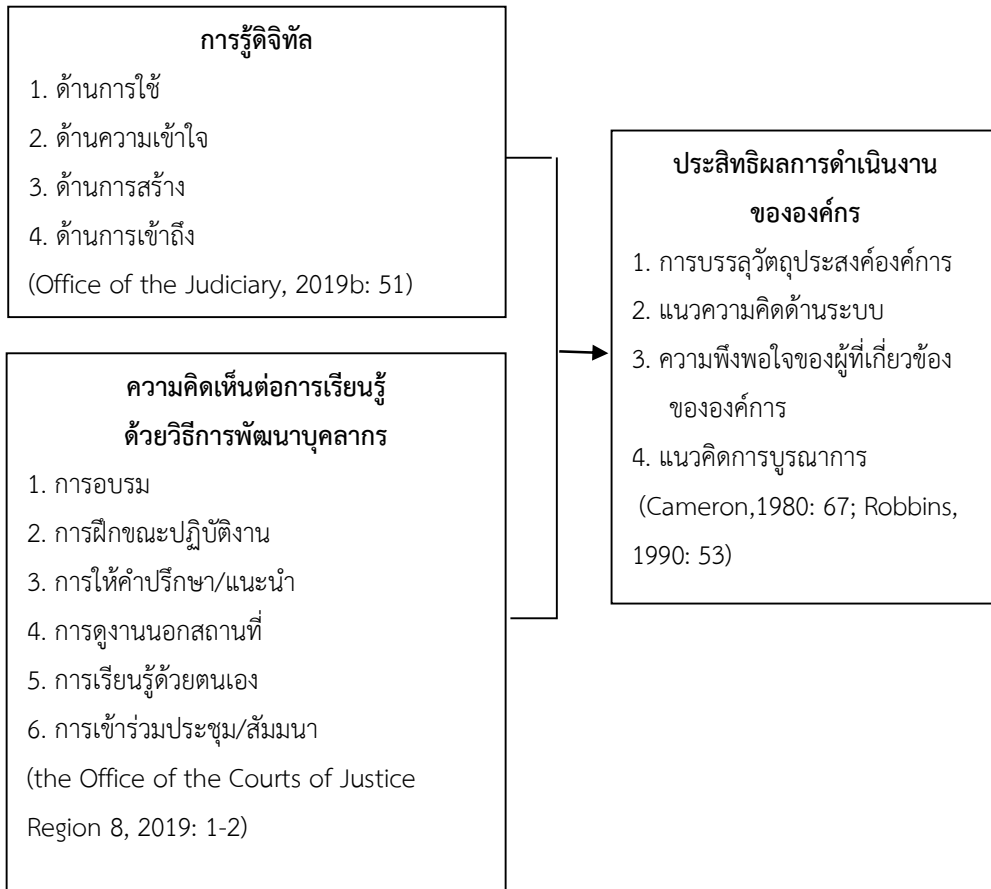 การรู้ดิจิทัล
1. ด้านการใช้
2. ด้านความเข้าใจ
3. ด้านการสร้าง
4. ด้านการเข้าถึง
(Office of the Judiciary, 2019b: 51)
ความคิดเห็นต่อการเรียนรู้
ด้วยวิธีการพัฒนาบุคลากร
1. การอบรม
2. การฝึกขณะปฏิบัติงาน
3. การให้คำปรึกษา/แนะนำ
4. การดูงานนอกสถานที่
5. การเรียนรู้ด้วยตนเอง
6. การเข้าร่วมประชุม/สัมมนา
(the Office of the Courts of Justice
Region 8, 2019: 1-2)
ประสิทธิผลการดำเนินงาน
ขององค์กร
1. การบรรลุวัตถุประสงค์องค์การ
2. แนวความคิดด้านระบบ
3. ความพึงพอใจของผู้ที่เกี่ยวข้อง
ขององค์การ
4. แนวคิดการบูรณาการ
(Cameron,1980: 67; Robbins,
1990: 53)